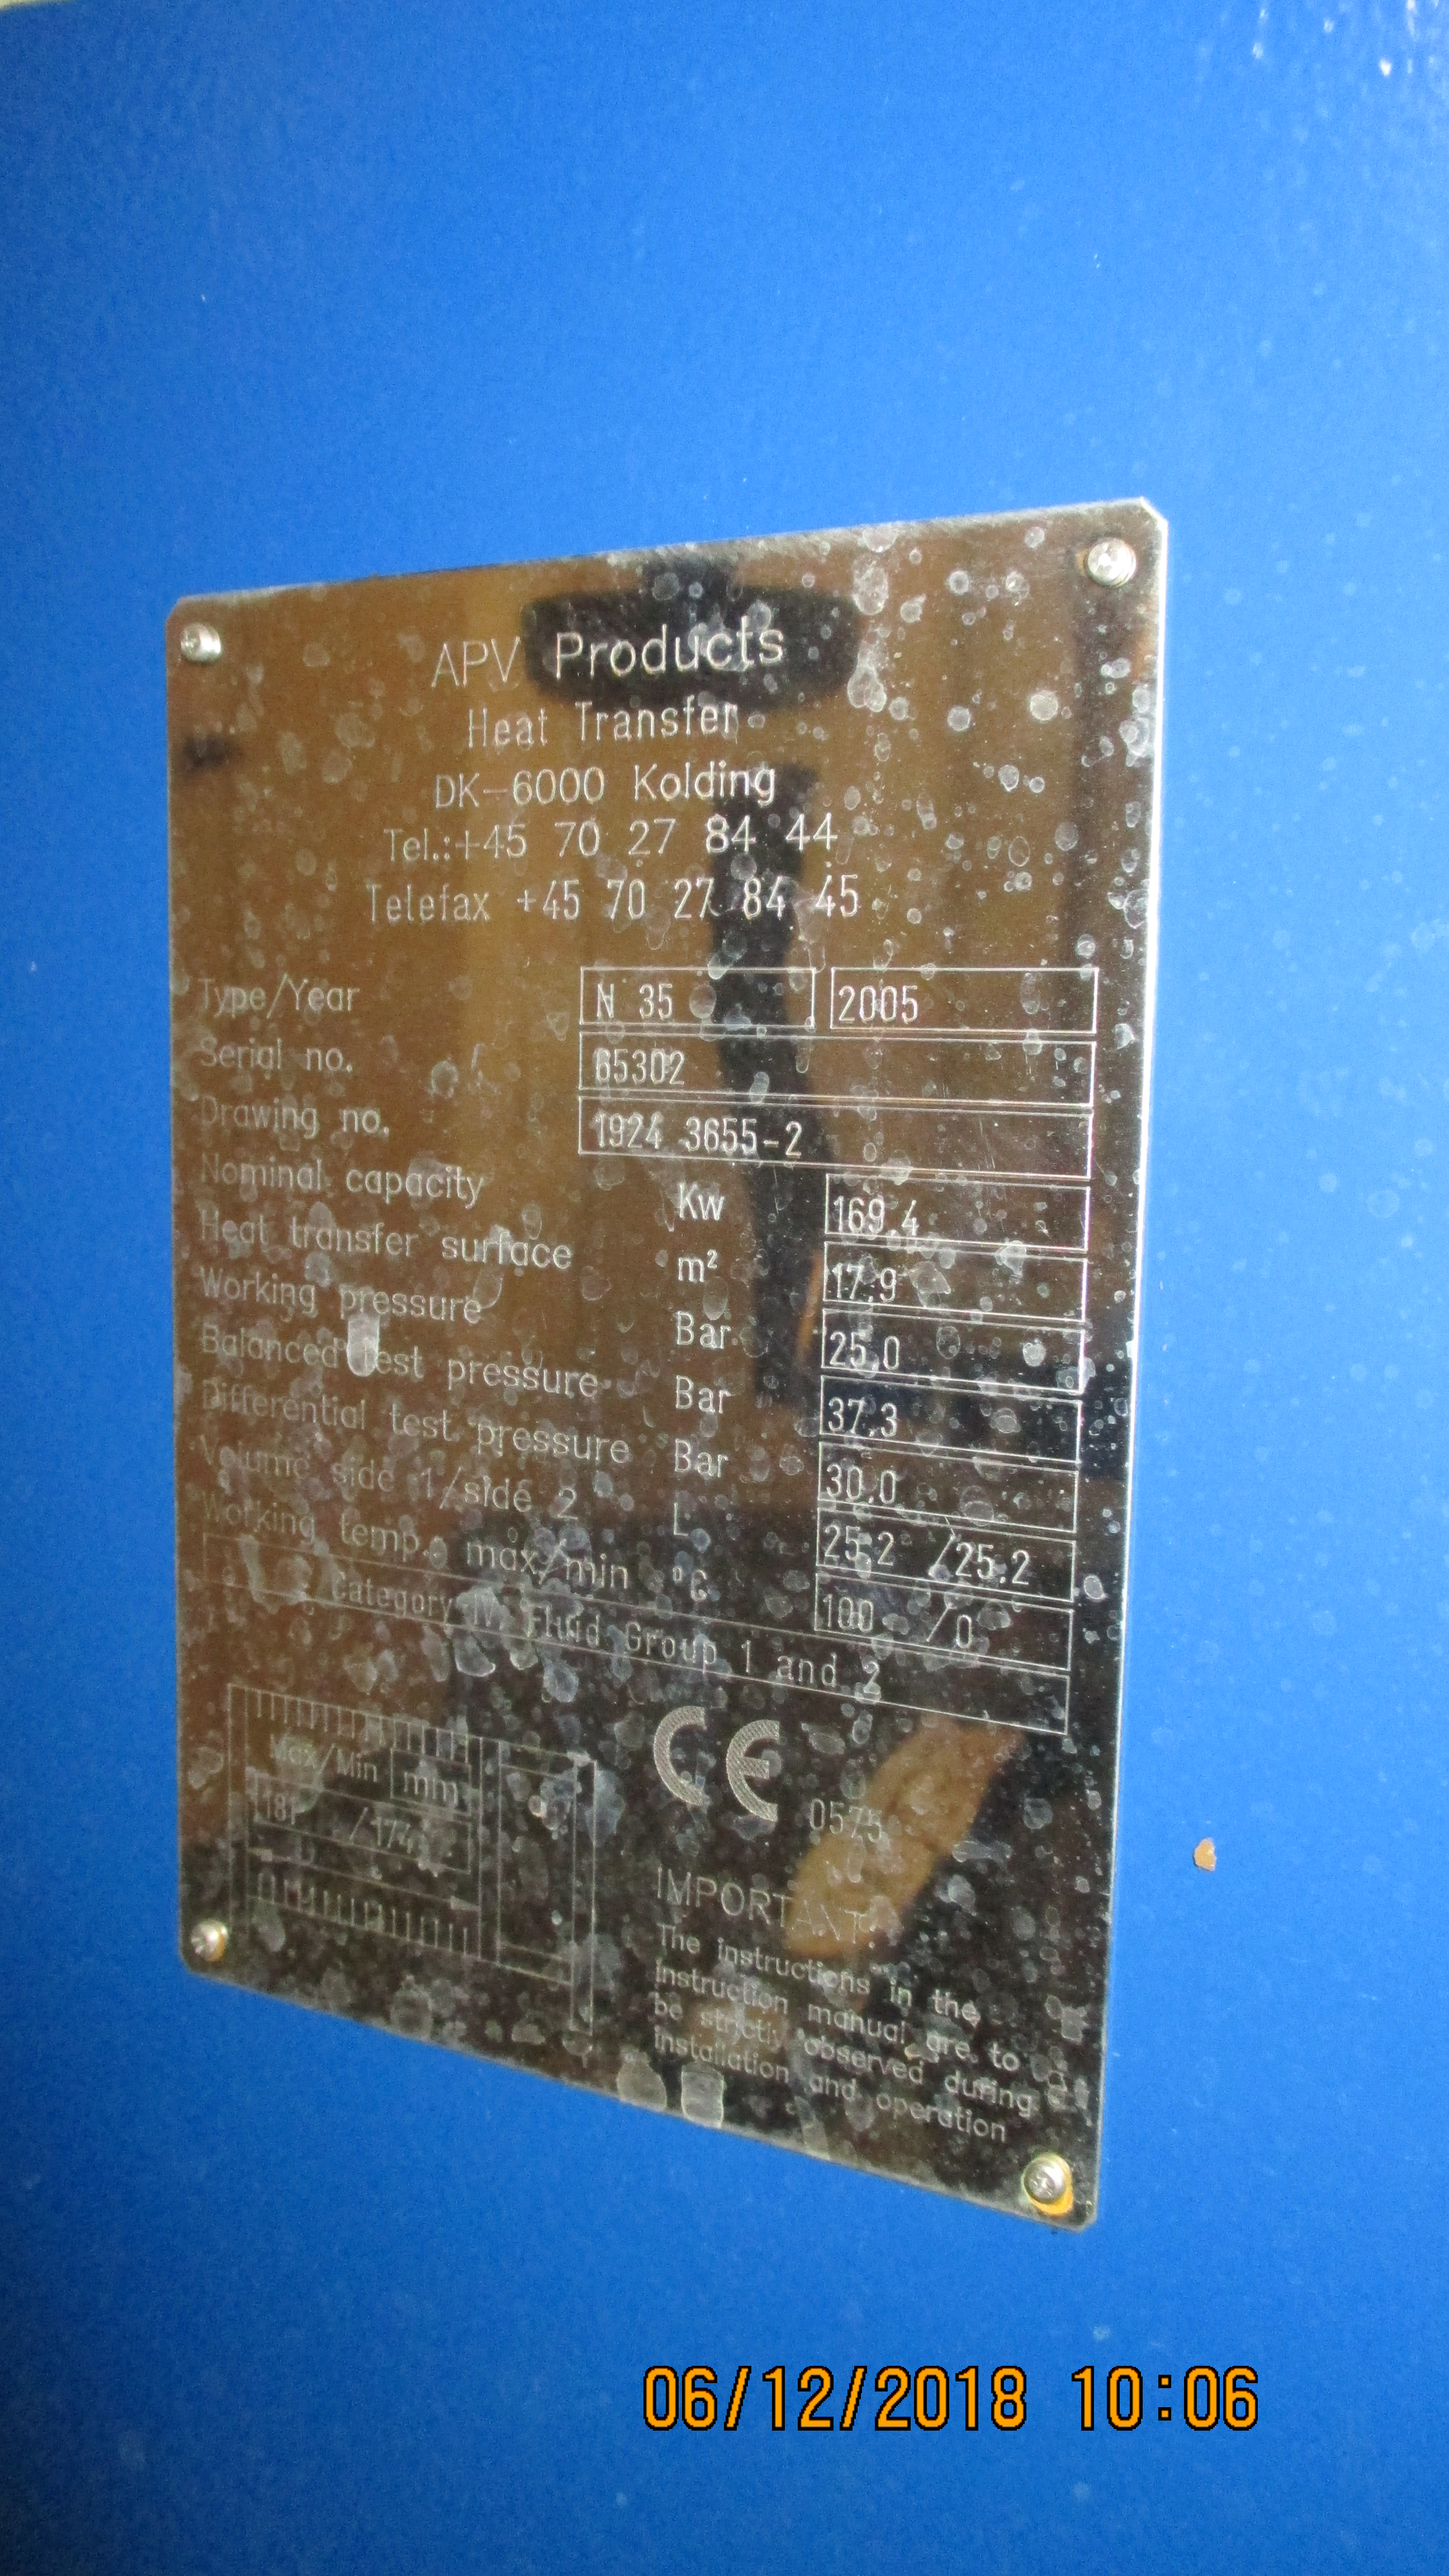 APV Products
Heat Transfer
DK-6000 Kolding
Tel.:+45 70 27 84 44
Telefax +45 70 27 84 45
Type/Year N 35 2005
Serial no. 65302
Drawing no. 1924 3655-2
Nominal capacity Kw 169.4
Heat transfer surface m² 17.9
Working pressure Bar 25.0
Balanced test pressure Bar 37.3
Differential test pressure Bar 30.0
Volume side 1/side 2 L 25.2 /25.2
Working temp. max/min °C 100 /0
Category IV, Fluid Group 1 and 2
Max/Min mm
CE 0575
IMPORTANT:
The instructions in the
instruction manual are to
be strictly observed during
installation and operation
06/12/2018 10:06